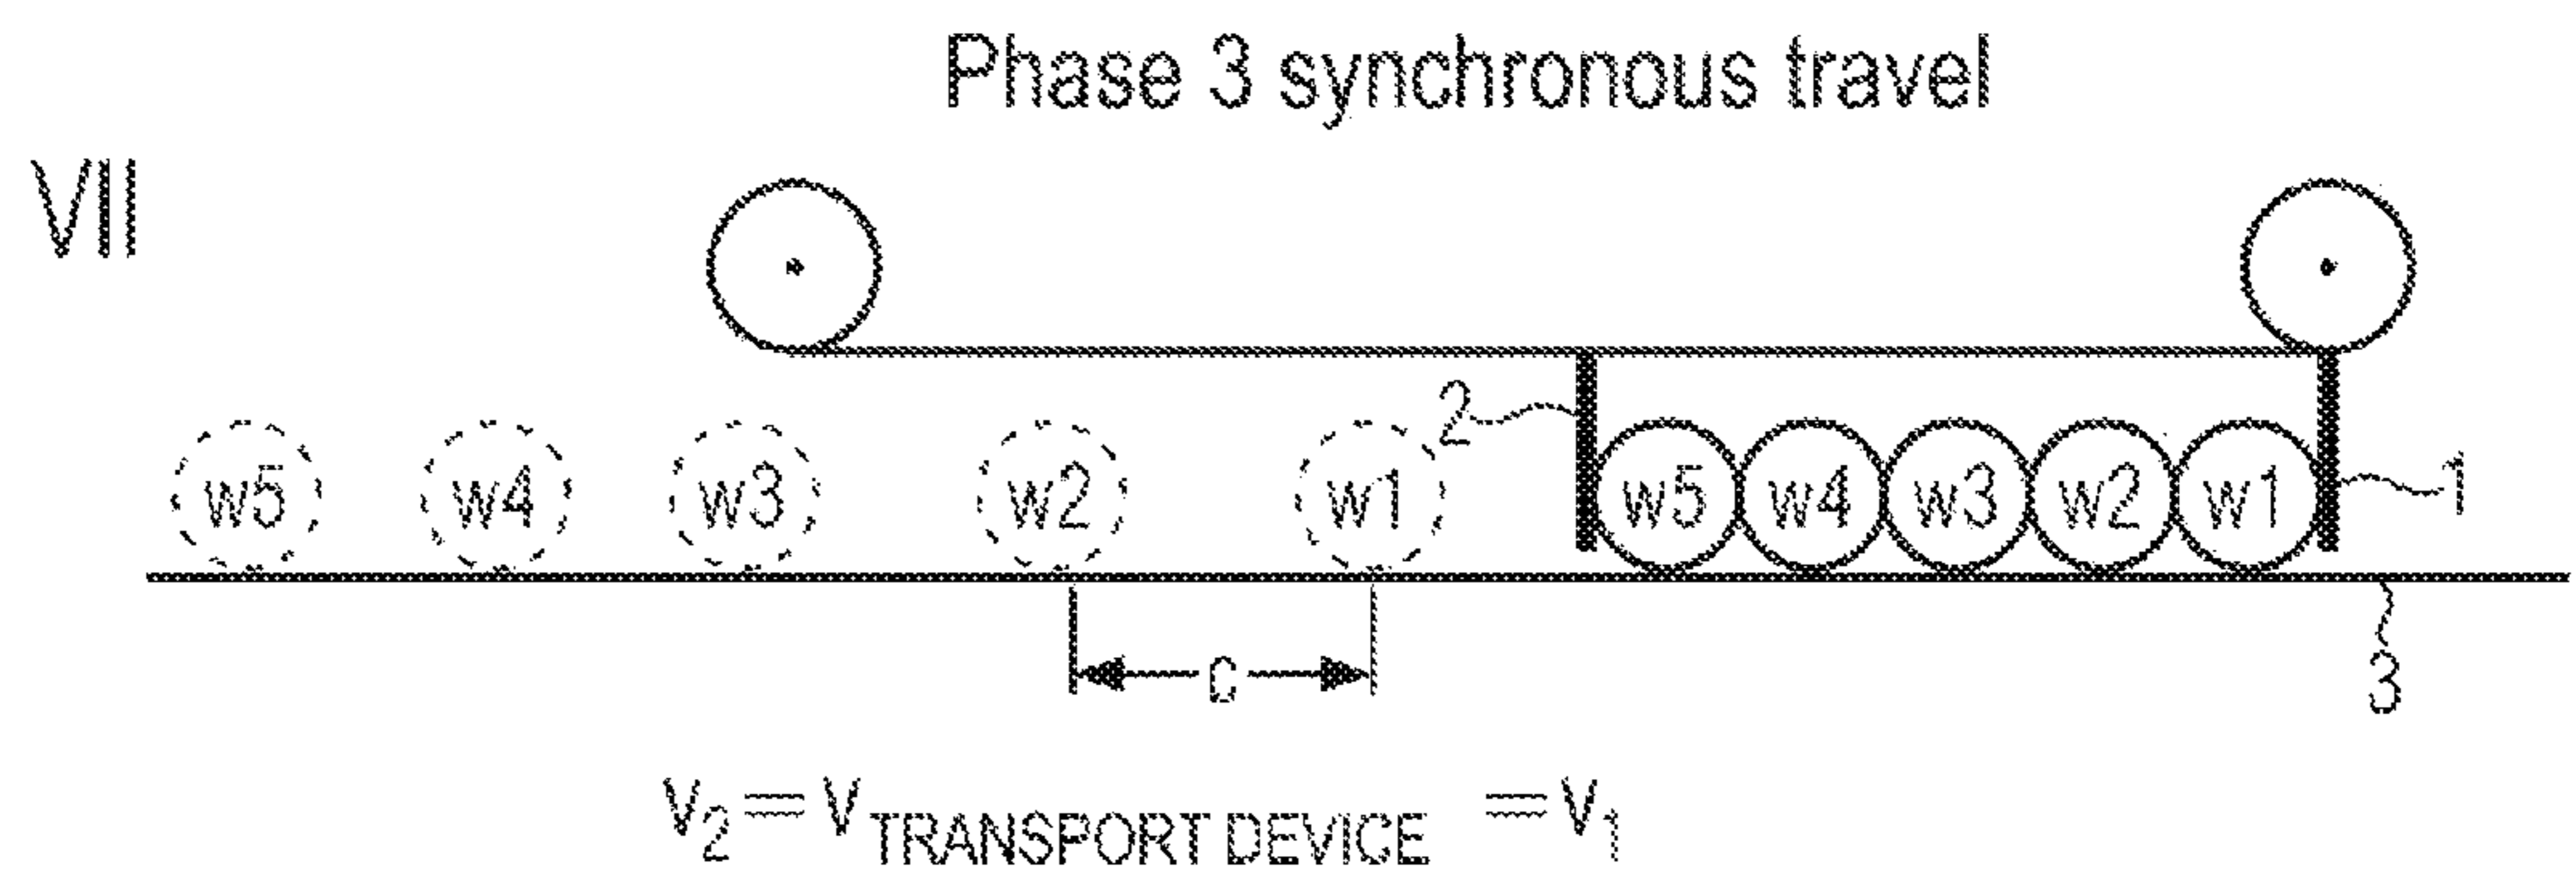 Phase 3 synchronous travel
VII
2
w5 w4 w3 w2 w1 w5 w4 w3 w2 w1 1
c
3
v2 = vTRANSPORT DEVICE = v1